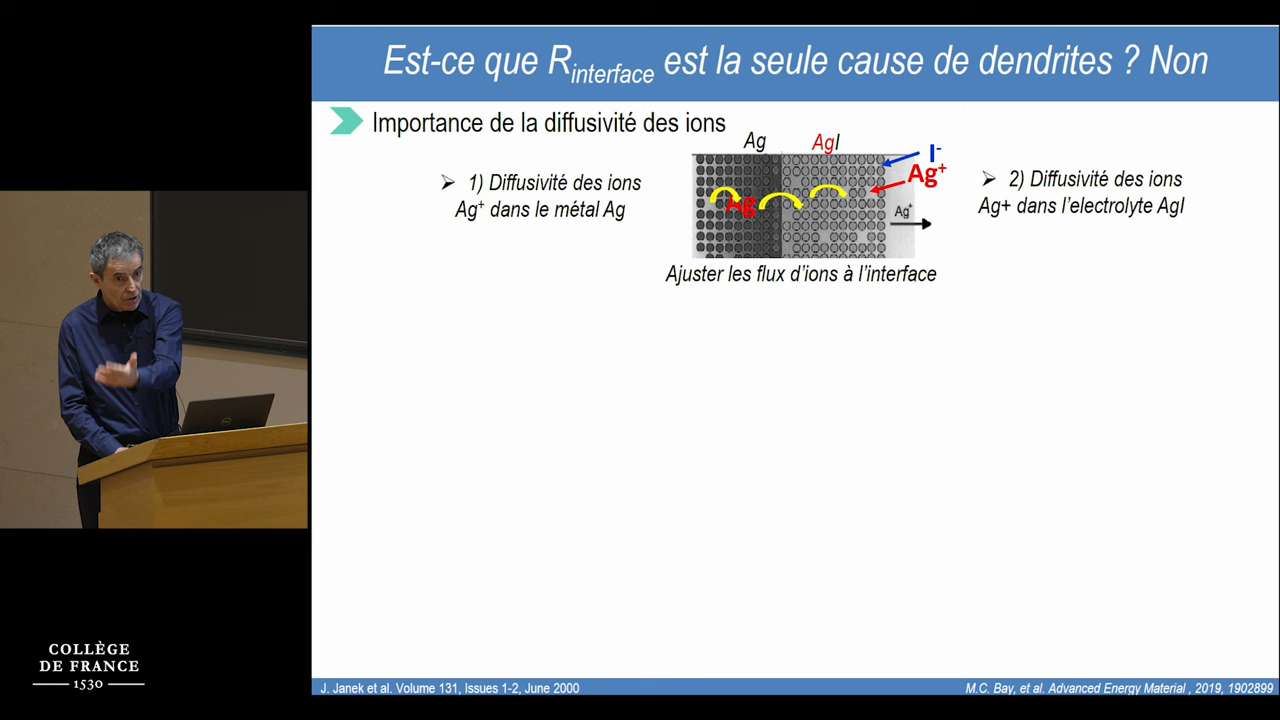 Est-ce que Rinterface est la seule cause de dendrites ? Non
Importance de la diffusivité des ions
Ag
AgI
I-
Ag+
➢ 1) Diffusivité des ions
Ag+ dans le métal Ag
Ag
Ag+
➢ 2) Diffusivité des ions
Ag+ dans l'electrolyte AgI
Ajuster les flux d'ions à l'interface
COLLÈGE
DE FRANCE
1530
J. Janek et al. Volume 131, Issues 1-2, June 2000
M.C. Bay, et al. Advanced Energy Material , 2019, 1902899